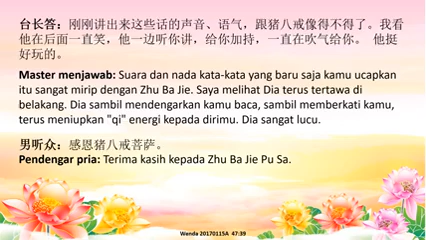 台长答：刚刚讲出来这些话的声音、语气，跟猪八戒像得不得了。我看
他在后面一直笑，他一边听你讲，给你加持，一直在吹气给你。 他挺
好玩的。
Master menjawab: Suara dan nada kata-kata yang baru saja kamu ucapkan
itu sangat mirip dengan Zhu Ba Jie. Saya melihat Dia terus tertawa di
belakang. Dia sambil mendengarkan kamu baca, sambil memberkati kamu,
terus meniupkan "qi" energi kepada dirimu. Dia sangat lucu.
男听众：感恩猪八戒菩萨。
Pendengar pria: Terima kasih kepada Zhu Ba Jie Pu Sa.
Wenda 20170115A 47:39